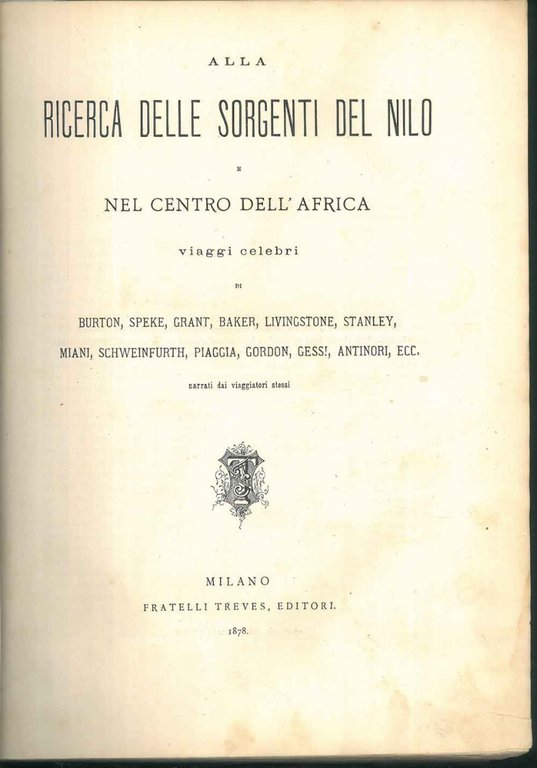 ALLA
RICERCA DELLE SORGENTI DEL NILO
E
NEL CENTRO DELL'AFRICA
viaggi celebri
DI
BURTON, SPEKE, GRANT, BAKER, LIVINGSTONE, STANLEY,
MIANI, SCHWEINFURTH, PIAGGIA, GORDON, GESSI, ANTINORI, ECC.
narrati dai viaggiatori stessi
MILANO
FRATELLI TREVES, EDITORI.
1878.